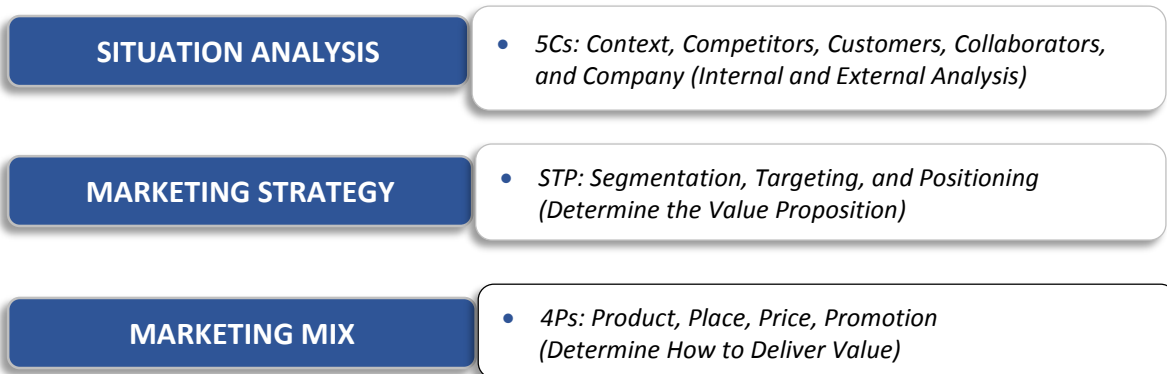 SITUATION ANALYSIS
• 5Cs: Context, Competitors, Customers, Collaborators,
and Company (Internal and External Analysis)
MARKETING STRATEGY
• STP: Segmentation, Targeting, and Positioning
(Determine the Value Proposition)
MARKETING MIX
• 4Ps: Product, Place, Price, Promotion
(Determine How to Deliver Value)